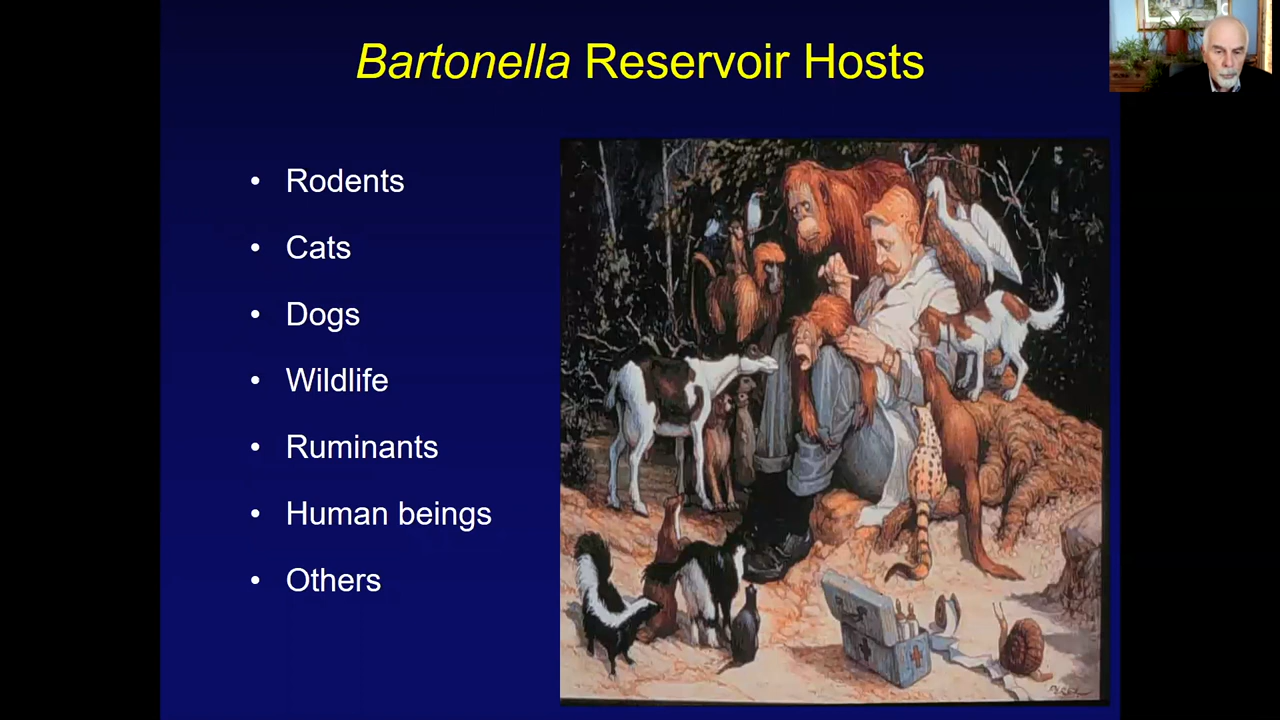 Bartonella Reservoir Hosts
• Rodents
• Cats
• Dogs
• Wildlife
• Ruminants
• Human beings
• Others